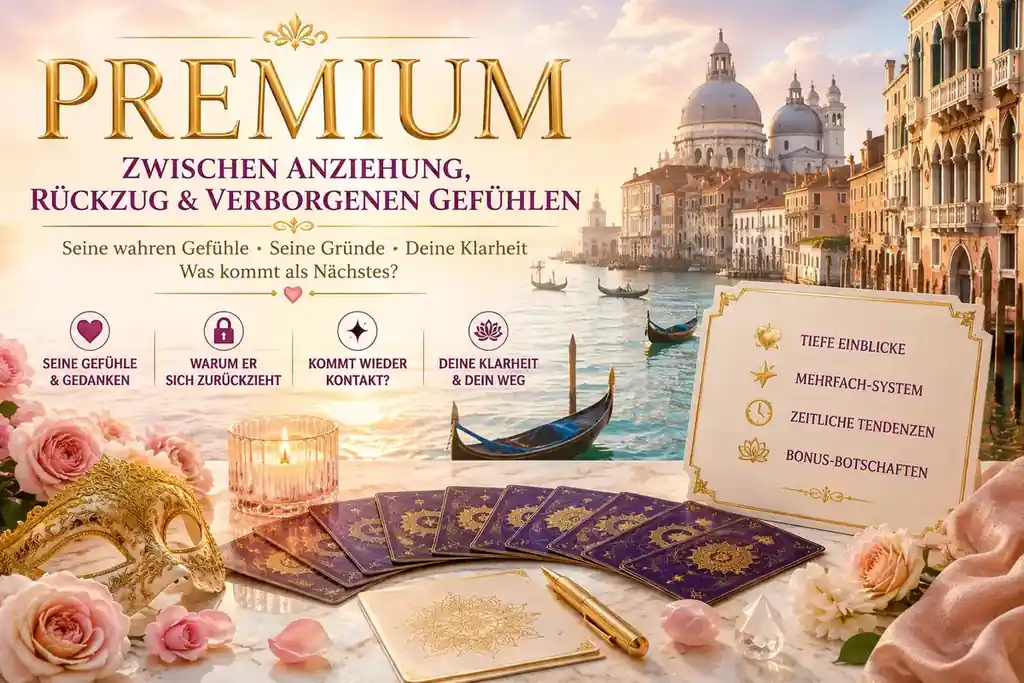 PREMIUM
ZWISCHEN ANZIEHUNG,
RÜCKZUG & VERBORGENEN GEFÜHLEN
Seine wahren Gefühle • Seine Gründe • Deine Klarheit
Was kommt als Nächstes?
SEINE GEFÜHLE
& GEDANKEN
WARUM ER
SICH ZURÜCKZIEHT
KOMMT WIEDER
KONTAKT?
DEINE KLARHEIT
& DEIN WEG
TIEFE EINBLICKE
MEHRFACH-SYSTEM
ZEITLICHE TENDENZEN
BONUS-BOTSCHAFTEN